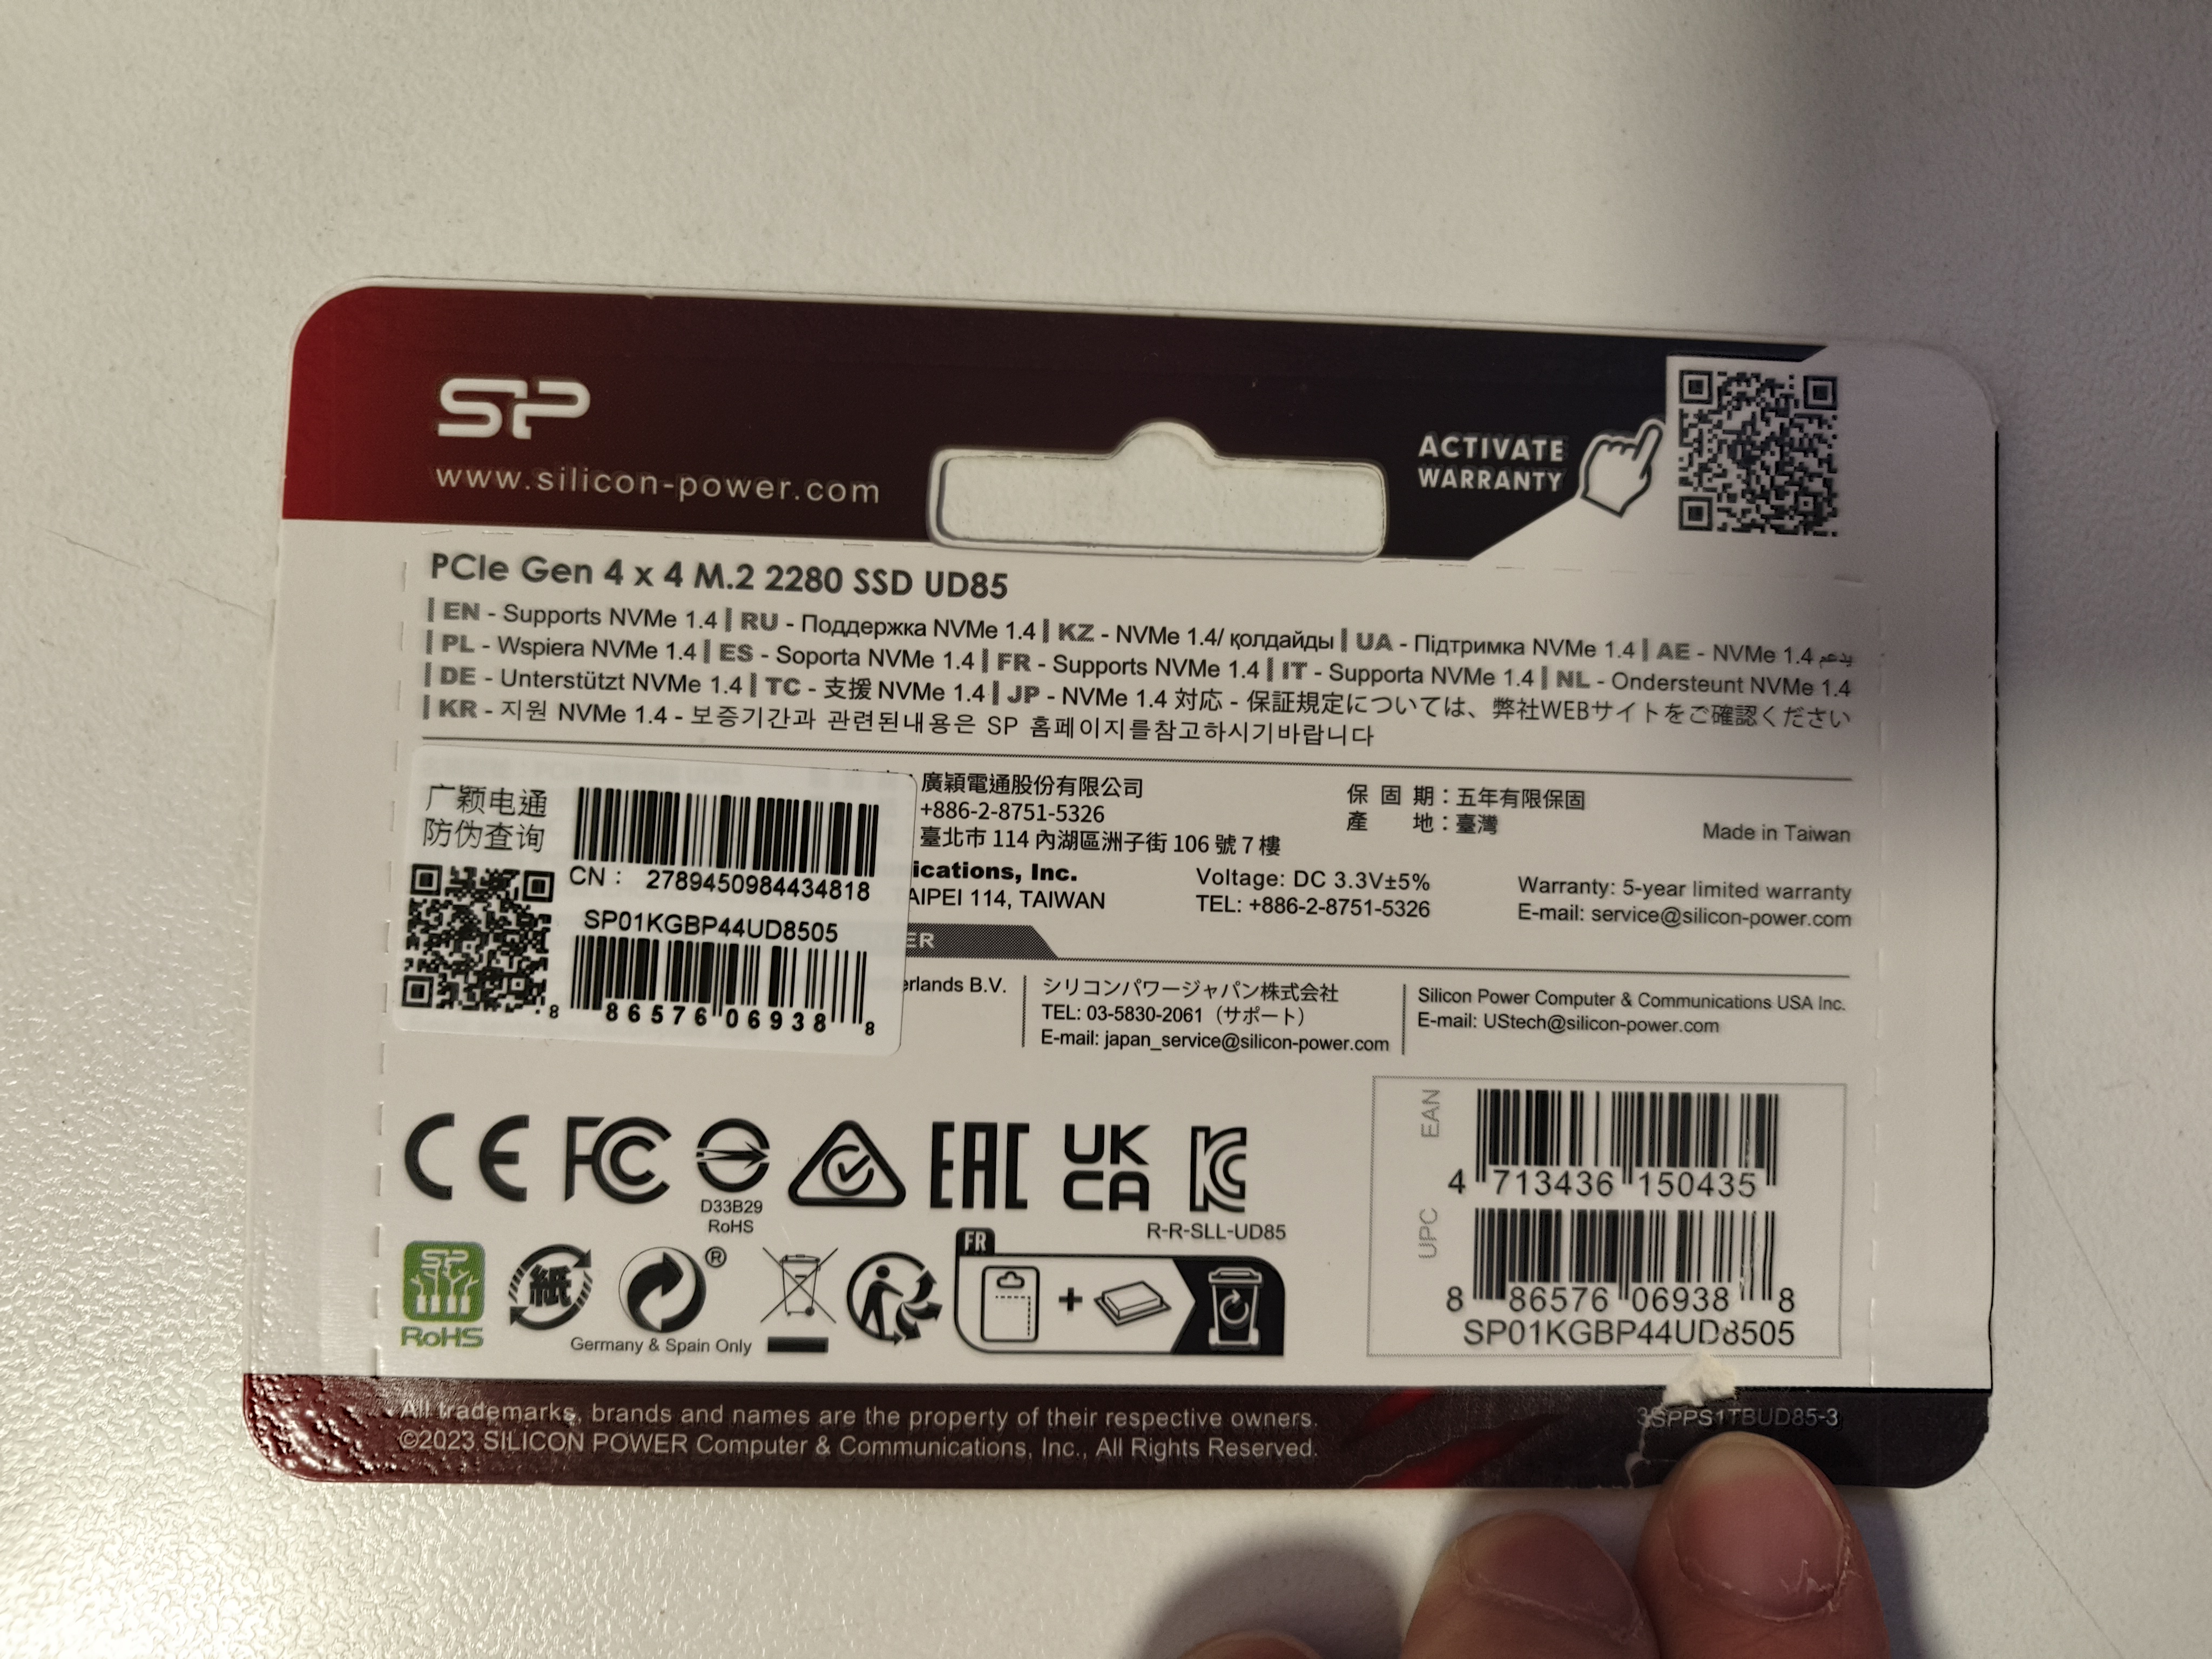 SP
www.silicon-power.com
ACTIVATE
WARRANTY
PCIe Gen 4 x 4 M.2 2280 SSD UD85
| EN - Supports NVMe 1.4 | RU - Поддержка NVMe 1.4 | KZ - NVMe 1.4/ қолдайды | UA - Підтримка NVMe 1.4 | AE - NVMe 1.4 يدعم
| PL - Wspiera NVMe 1.4 | ES - Soporta NVMe 1.4 | FR - Supports NVMe 1.4 | IT - Supporta NVMe 1.4 | NL - Ondersteunt NVMe 1.4
| DE - Unterstützt NVMe 1.4 | TC - 支援 NVMe 1.4 | JP - NVMe 1.4 対応 - 保証規定については、弊社WEBサイトをご確認ください
| KR - 지원 NVMe 1.4 - 보증기간과 관련된내용은 SP 홈페이지를참고하시기바랍니다
广颖电通
防伪查询
CN : 2789450984434818
SP01KGBP44UD8505
8 86576 06938 8
廣穎電通股份有限公司
+886-2-8751-5326
臺北市 114 內湖區洲子街 106 號 7 樓
保固期：五年有限保固
產地：臺灣
Made in Taiwan
ications, Inc.
AIPEI 114, TAIWAN
Voltage: DC 3.3V±5%
TEL: +886-2-8751-5326
Warranty: 5-year limited warranty
E-mail: service@silicon-power.com
ER
erlands B.V.
シリコンパワージャパン株式会社
TEL: 03-5830-2061（サポート）
E-mail: japan_service@silicon-power.com
Silicon Power Computer & Communications USA Inc.
E-mail: UStech@silicon-power.com
CE FC
D33B29
RoHS
EAC
UK
CA
KC
R-R-SLL-UD85
SP
RoHS
紙
®
Germany & Spain Only
FR
EAN
4 713436 150435
UPC
8 86576 06938 8
SP01KGBP44UD8505
All trademarks, brands and names are the property of their respective owners.
©2023 SILICON POWER Computer & Communications, Inc., All Rights Reserved.
3SPPS1TBUD85-3